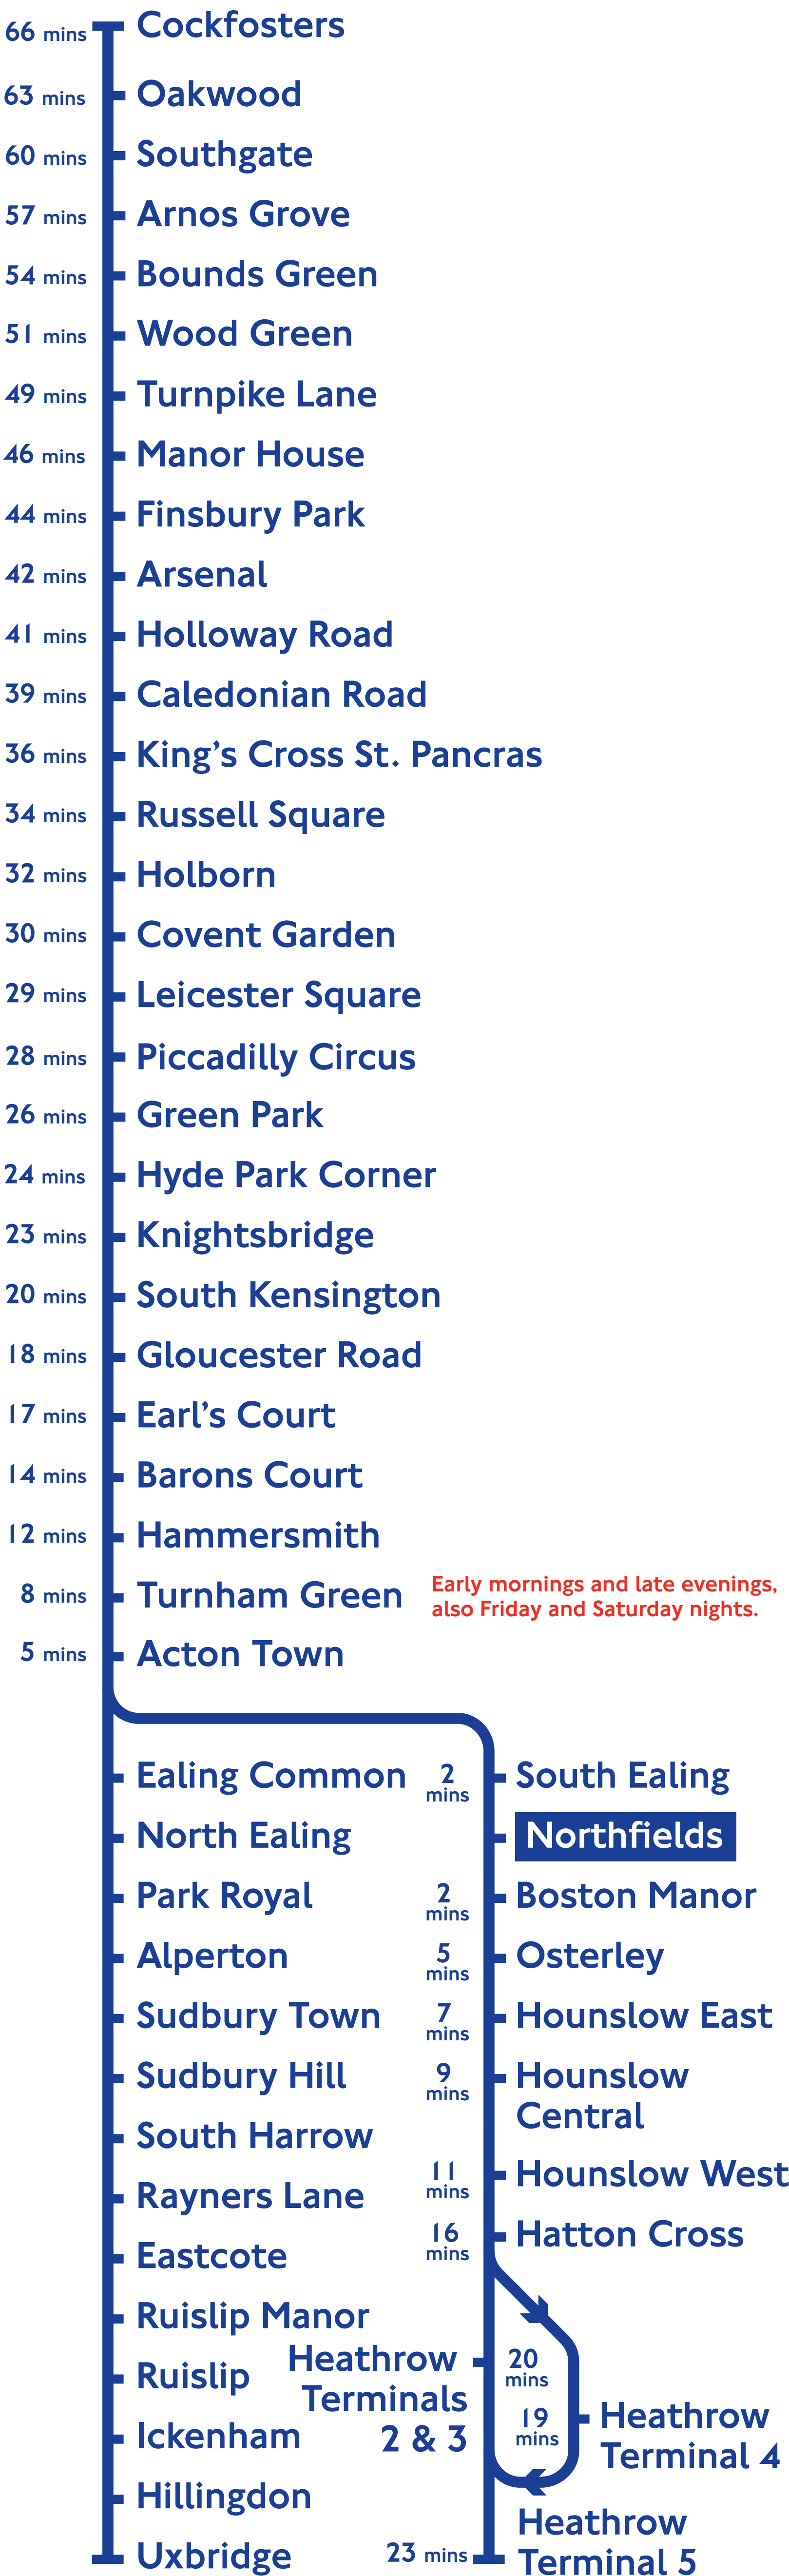 66 mins Cockfosters
63 mins Oakwood
60 mins Southgate
57 mins Arnos Grove
54 mins Bounds Green
51 mins Wood Green
49 mins Turnpike Lane
46 mins Manor House
44 mins Finsbury Park
42 mins Arsenal
41 mins Holloway Road
39 mins Caledonian Road
36 mins King's Cross St. Pancras
34 mins Russell Square
32 mins Holborn
30 mins Covent Garden
29 mins Leicester Square
28 mins Piccadilly Circus
26 mins Green Park
24 mins Hyde Park Corner
23 mins Knightsbridge
20 mins South Kensington
18 mins Gloucester Road
17 mins Earl's Court
14 mins Barons Court
12 mins Hammersmith
8 mins Turnham Green
Early mornings and late evenings,
also Friday and Saturday nights.
5 mins Acton Town
Ealing Common
North Ealing
Park Royal
Alperton
Sudbury Town
Sudbury Hill
South Harrow
Rayners Lane
Eastcote
Ruislip Manor
Ruislip
Ickenham
Hillingdon
Uxbridge
2 mins South Ealing
Northfields
2 mins Boston Manor
5 mins Osterley
7 mins Hounslow East
9 mins Hounslow
Central
11 mins Hounslow West
16 mins Hatton Cross
Heathrow
Terminals
2 & 3
20 mins
19 mins
Heathrow
Terminal 4
23 mins
Heathrow
Terminal 5